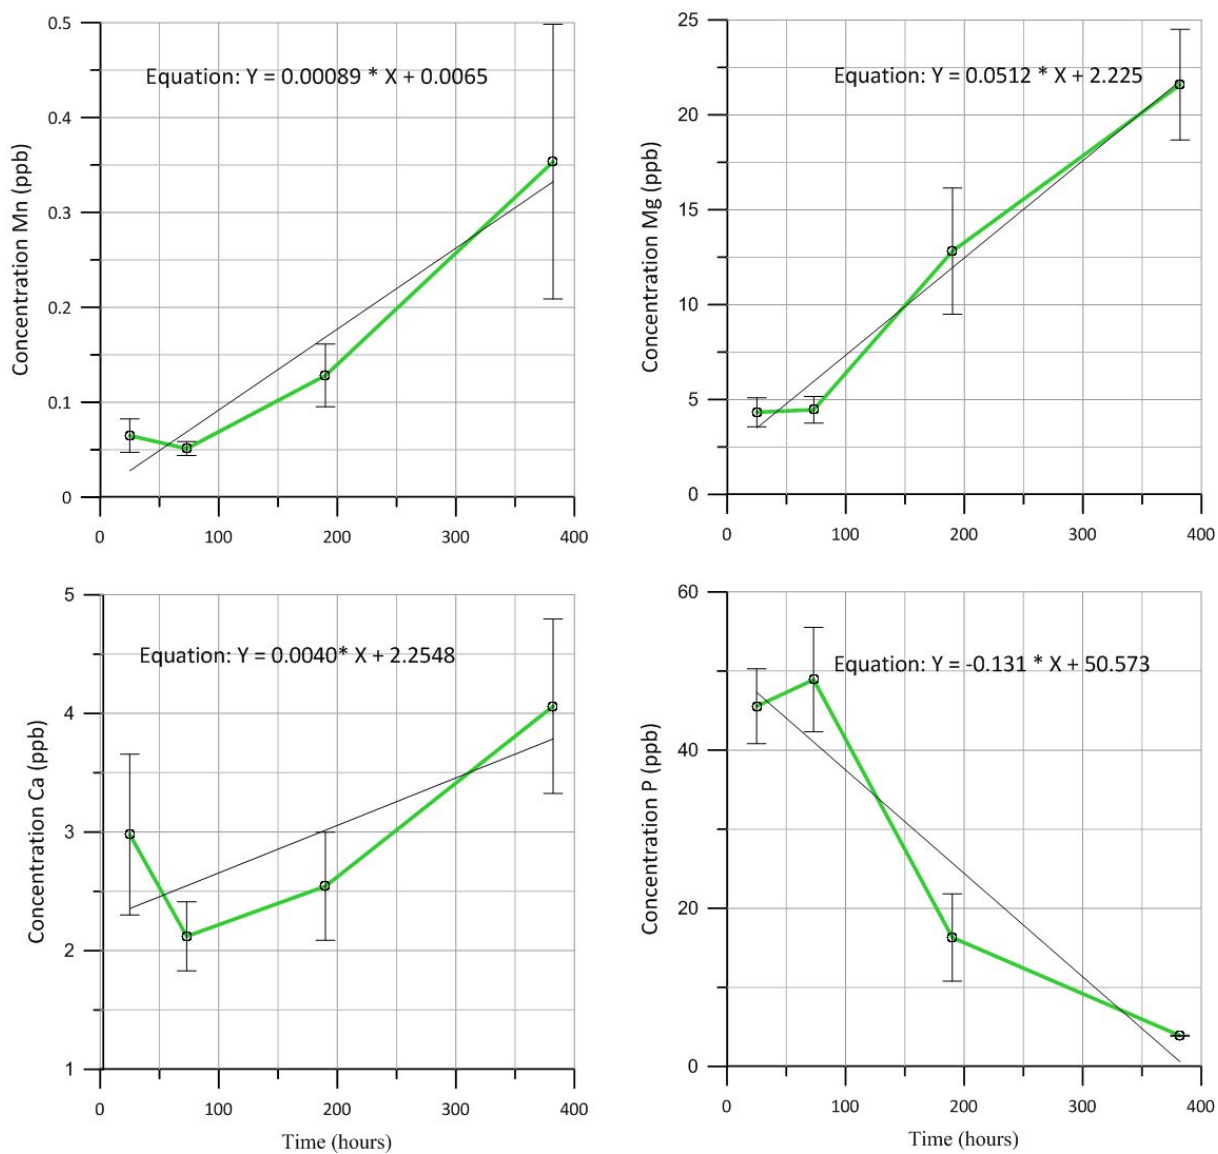 Concentration Mn (ppb)
0.5
0.4
0.3
0.2
0.1
0
Equation: Y = 0.00089 * X + 0.0065
0 100 200 300 400
Concentration Mg (ppb)
25
20
15
10
5
0
Equation: Y = 0.0512 * X + 2.225
0 100 200 300 400
Concentration Ca (ppb)
5
4
3
2
1
Equation: Y = 0.0040* X + 2.2548
0 100 200 300 400
Time (hours)
Concentration P (ppb)
60
40
20
0
Equation: Y = -0.131 * X + 50.573
0 100 200 300 400
Time (hours)